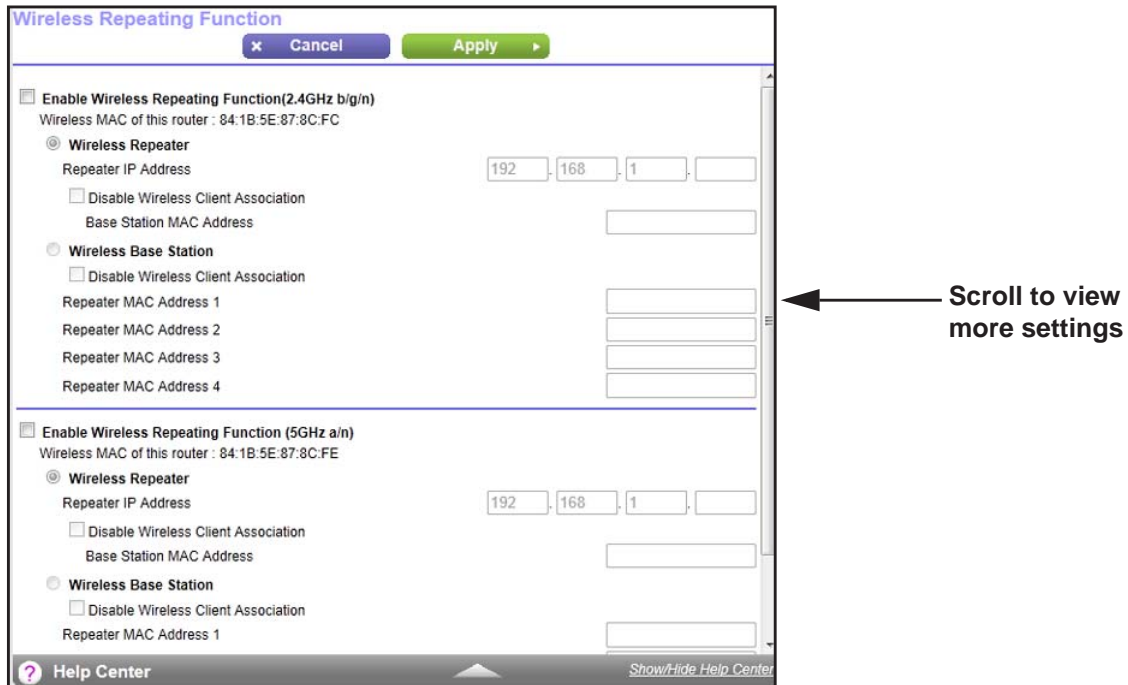 Wireless Repeating Function
× Cancel
Apply
Enable Wireless Repeating Function(2.4GHz b/g/n)
Wireless MAC of this router : 84:1B:5E:87:8C:FC
Wireless Repeater
Repeater IP Address 192 . 168 . 1 .
Disable Wireless Client Association
Base Station MAC Address
Wireless Base Station
Disable Wireless Client Association
Repeater MAC Address 1
Repeater MAC Address 2
Repeater MAC Address 3
Repeater MAC Address 4
Enable Wireless Repeating Function (5GHz a/n)
Wireless MAC of this router : 84:1B:5E:87:8C:FE
Wireless Repeater
Repeater IP Address 192 . 168 . 1 .
Disable Wireless Client Association
Base Station MAC Address
Wireless Base Station
Disable Wireless Client Association
Repeater MAC Address 1
? Help Center
Show/Hide Help Center
Scroll to view
more settings